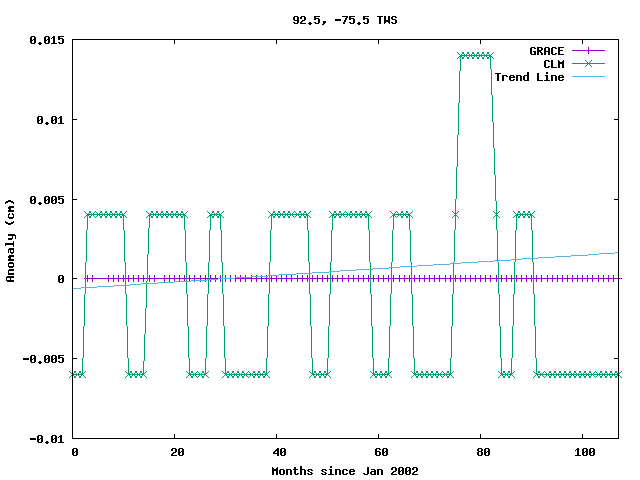 92.5, -75.5 TWS
GRACE
CLM
Trend Line
0.015
0.01
0.005
0
-0.005
-0.01
Anomaly (cm)
0 20 40 60 80 100
Months since Jan 2002